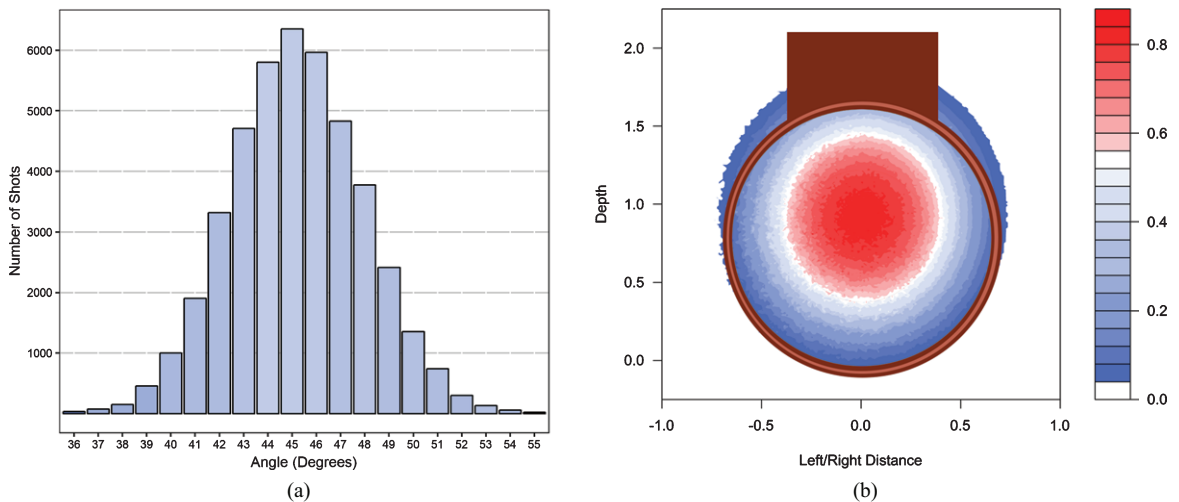 6000
5000
4000
3000
2000
1000
Number of Shots
36 37 38 39 40 41 42 43 44 45 46 47 48 49 50 51 52 53 54 55
Angle (Degrees)
(a)
2.0
1.5
1.0
0.5
0.0
Depth
-1.0 -0.5 0.0 0.5 1.0
Left/Right Distance
(b)
0.8
0.6
0.4
0.2
0.0